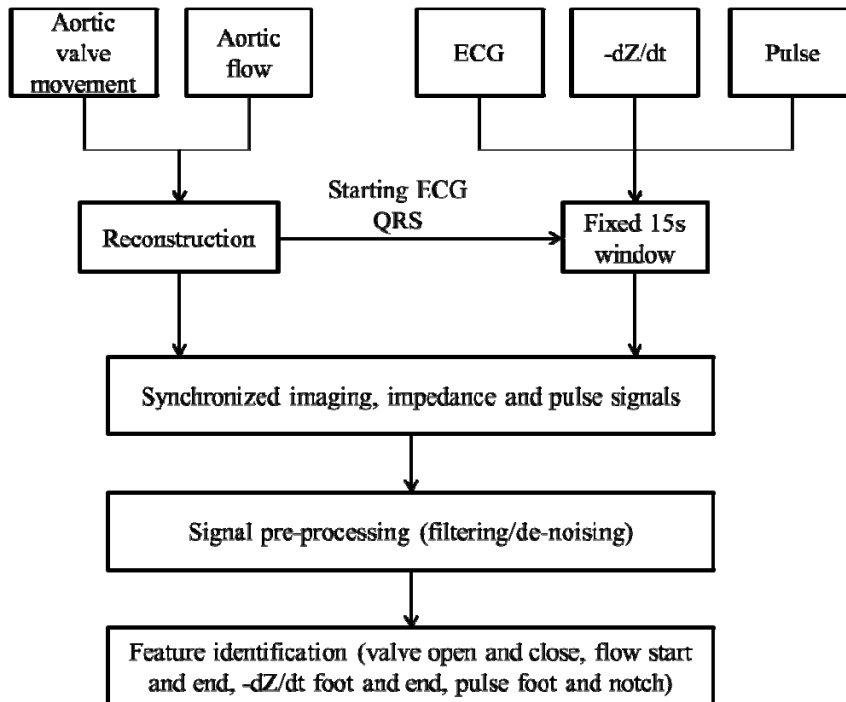 Aortic
valve
movement
Aortic
flow
ECG
-dZ/dt
Pulse
Starting ECG
QRS
Reconstruction
Fixed 15s
window
Synchronized imaging, impedance and pulse signals
Signal pre-processing (filtering/de-noising)
Feature identification (valve open and close, flow start
and end, -dZ/dt foot and end, pulse foot and notch)